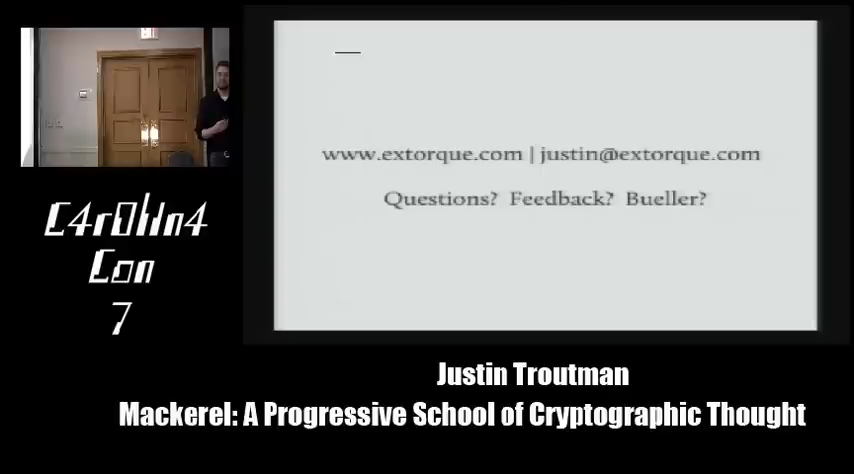 www.extorque.com | justin@extorque.com
Questions? Feedback? Bueller?
C4r0lin4
Con
7
Justin Troutman
Mackerel: A Progressive School of Cryptographic Thought